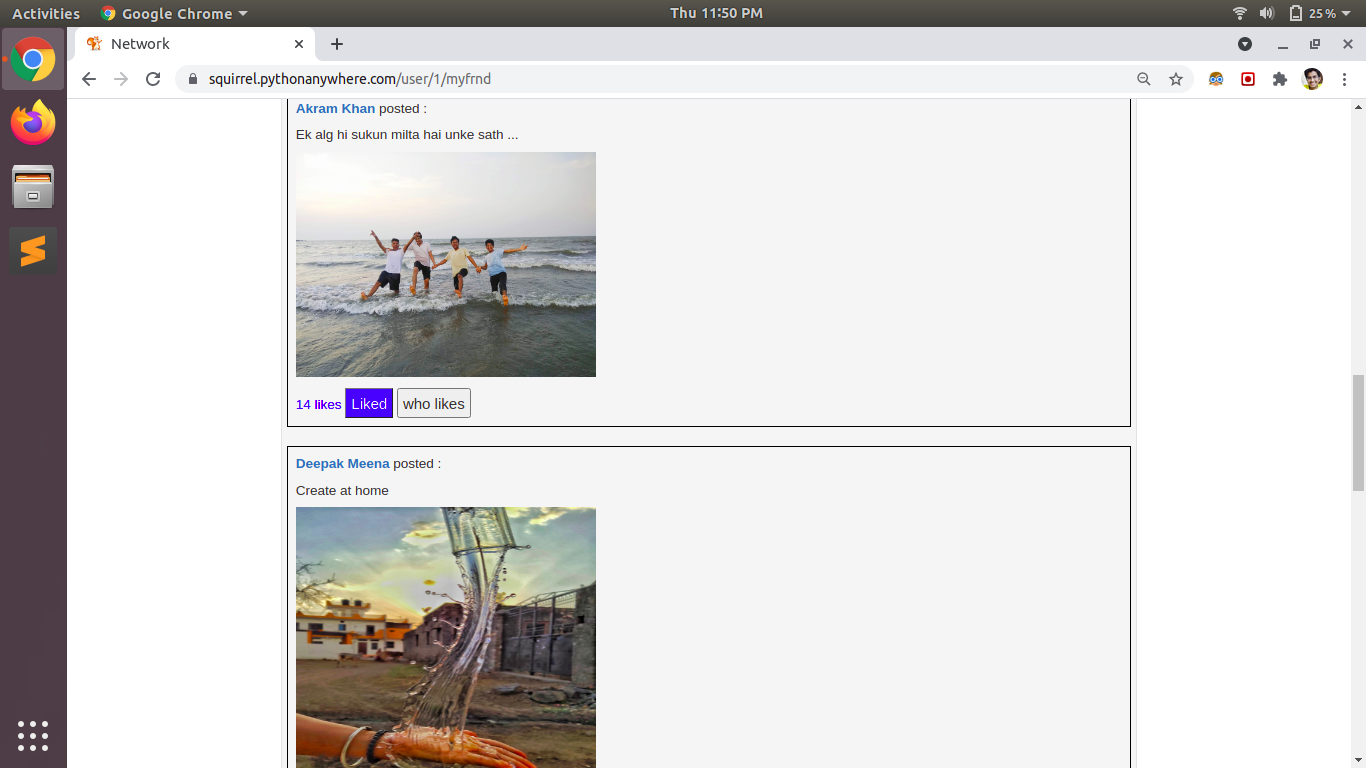 Activities Google Chrome Thu 11:50 PM 25 %
Network
squirrel.pythonanywhere.com/user/1/myfrnd
Akram Khan posted :
Ek alg hi sukun milta hai unke sath ...
14 likes Liked who likes
Deepak Meena posted :
Create at home